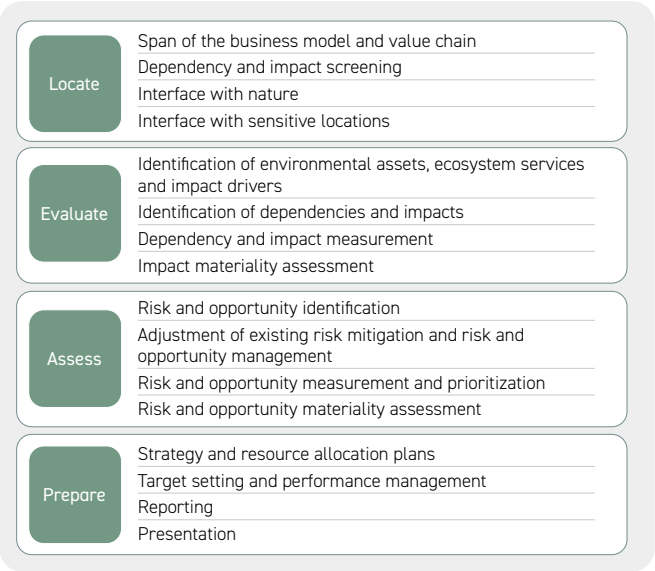 Locate
Span of the business model and value chain
Dependency and impact screening
Interface with nature
Interface with sensitive locations
Evaluate
Identification of environmental assets, ecosystem services
and impact drivers
Identification of dependencies and impacts
Dependency and impact measurement
Impact materiality assessment
Assess
Risk and opportunity identification
Adjustment of existing risk mitigation and risk and
opportunity management
Risk and opportunity measurement and prioritization
Risk and opportunity materiality assessment
Prepare
Strategy and resource allocation plans
Target setting and performance management
Reporting
Presentation